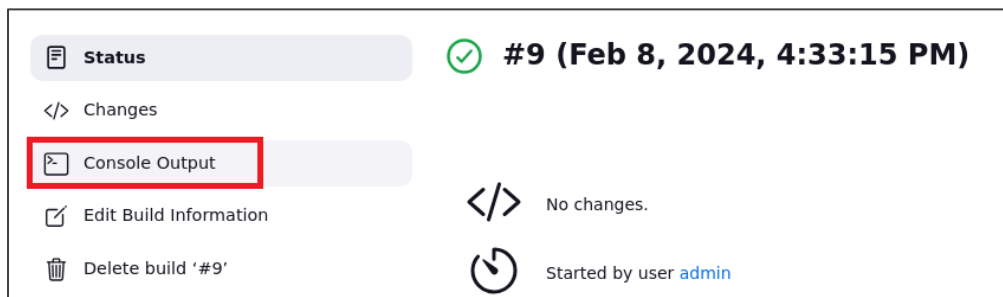 Status
Changes
Console Output
Edit Build Information
Delete build ‘#9’
#9 (Feb 8, 2024, 4:33:15 PM)
No changes.
Started by user admin